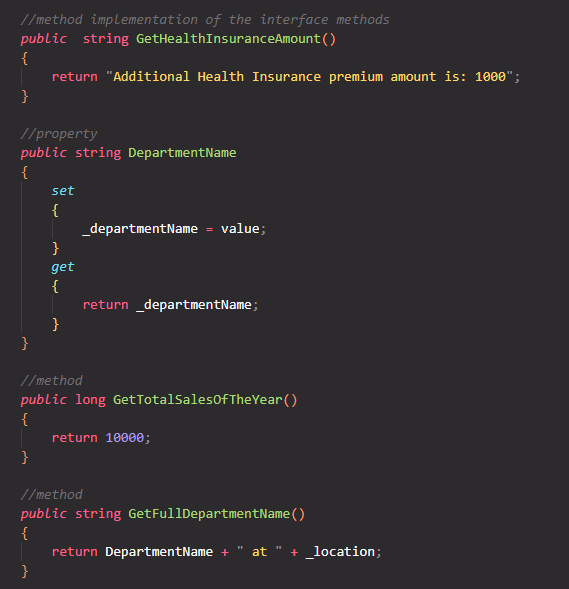 //method implementation of the interface methods
public  string GetHealthInsuranceAmount()
{
    return "Additional Health Insurance premium amount is: 1000";
}

//property
public string DepartmentName
{
    set
    {
        _departmentName = value;
    }
    get
    {
        return _departmentName;
    }
}

//method
public long GetTotalSalesOfTheYear()
{
    return 10000;
}

//method
public string GetFullDepartmentName()
{
    return DepartmentName + " at " + _location;
}